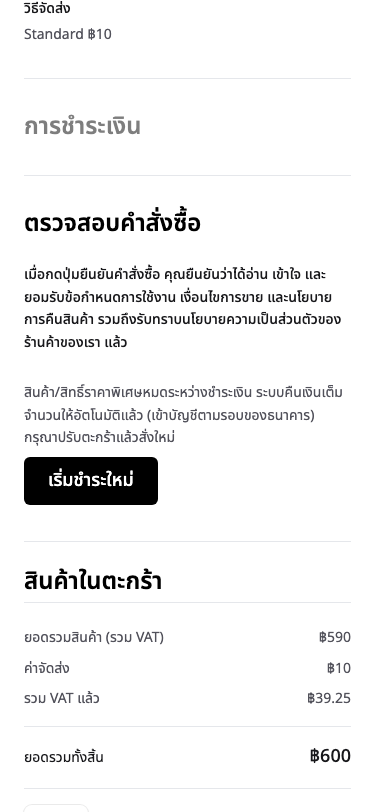 วิธีจัดส่ง
Standard ฿10
การชำระเงิน
ตรวจสอบคำสั่งซื้อ
เมื่อกดปุ่มยืนยันคำสั่งซื้อ คุณยืนยันว่าได้อ่าน เข้าใจ และ
ยอมรับข้อกำหนดการใช้งาน เงื่อนไขการขาย และนโยบาย
การคืนสินค้า รวมถึงรับทราบนโยบายความเป็นส่วนตัวของ
ร้านค้าของเรา แล้ว
สินค้า/สิทธิ์ราคาพิเศษหมดระหว่างชำระเงิน ระบบคืนเงินเต็ม
จำนวนให้อัตโนมัติแล้ว (เข้าบัญชีตามรอบของธนาคาร)
กรุณาปรับตะกร้าแล้วสั่งใหม่
เริ่มชำระใหม่
สินค้าในตะกร้า
ยอดรวมสินค้า (รวม VAT) ฿590
ค่าจัดส่ง ฿10
รวม VAT แล้ว ฿39.25
ยอดรวมทั้งสิ้น ฿600